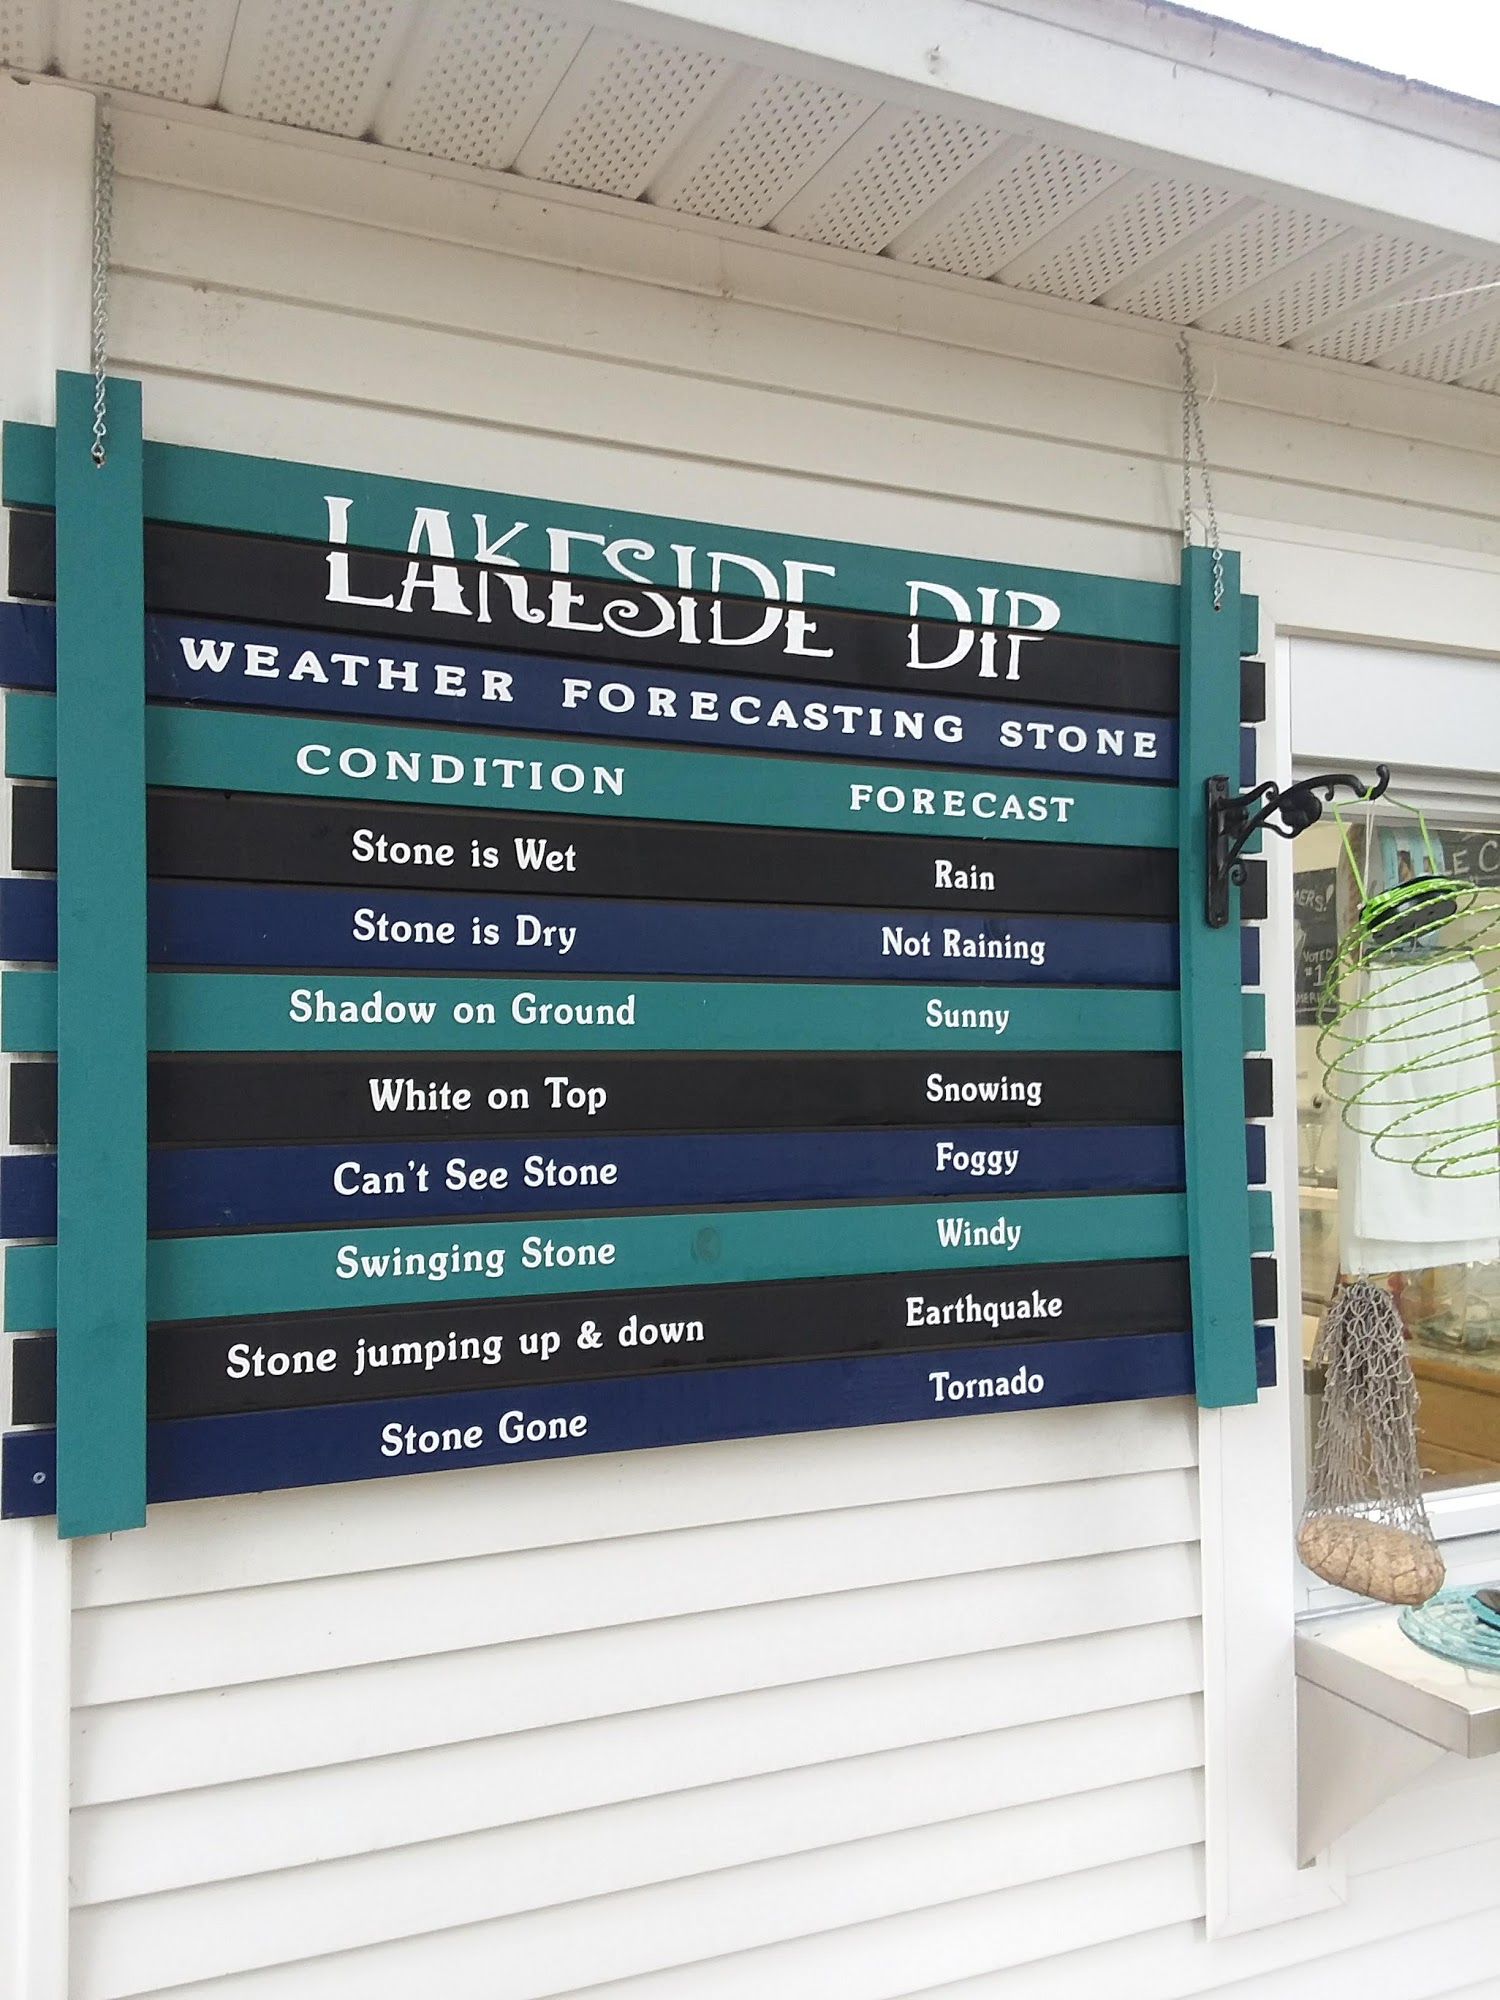 LAKESIDE DIP
WEATHER FORECASTING STONE
CONDITION FORECAST
Stone is Wet Rain
Stone is Dry Not Raining
Shadow on Ground Sunny
White on Top Snowing
Can't See Stone Foggy
Swinging Stone Windy
Stone jumping up & down Earthquake
Stone Gone Tornado
VOTED
#1